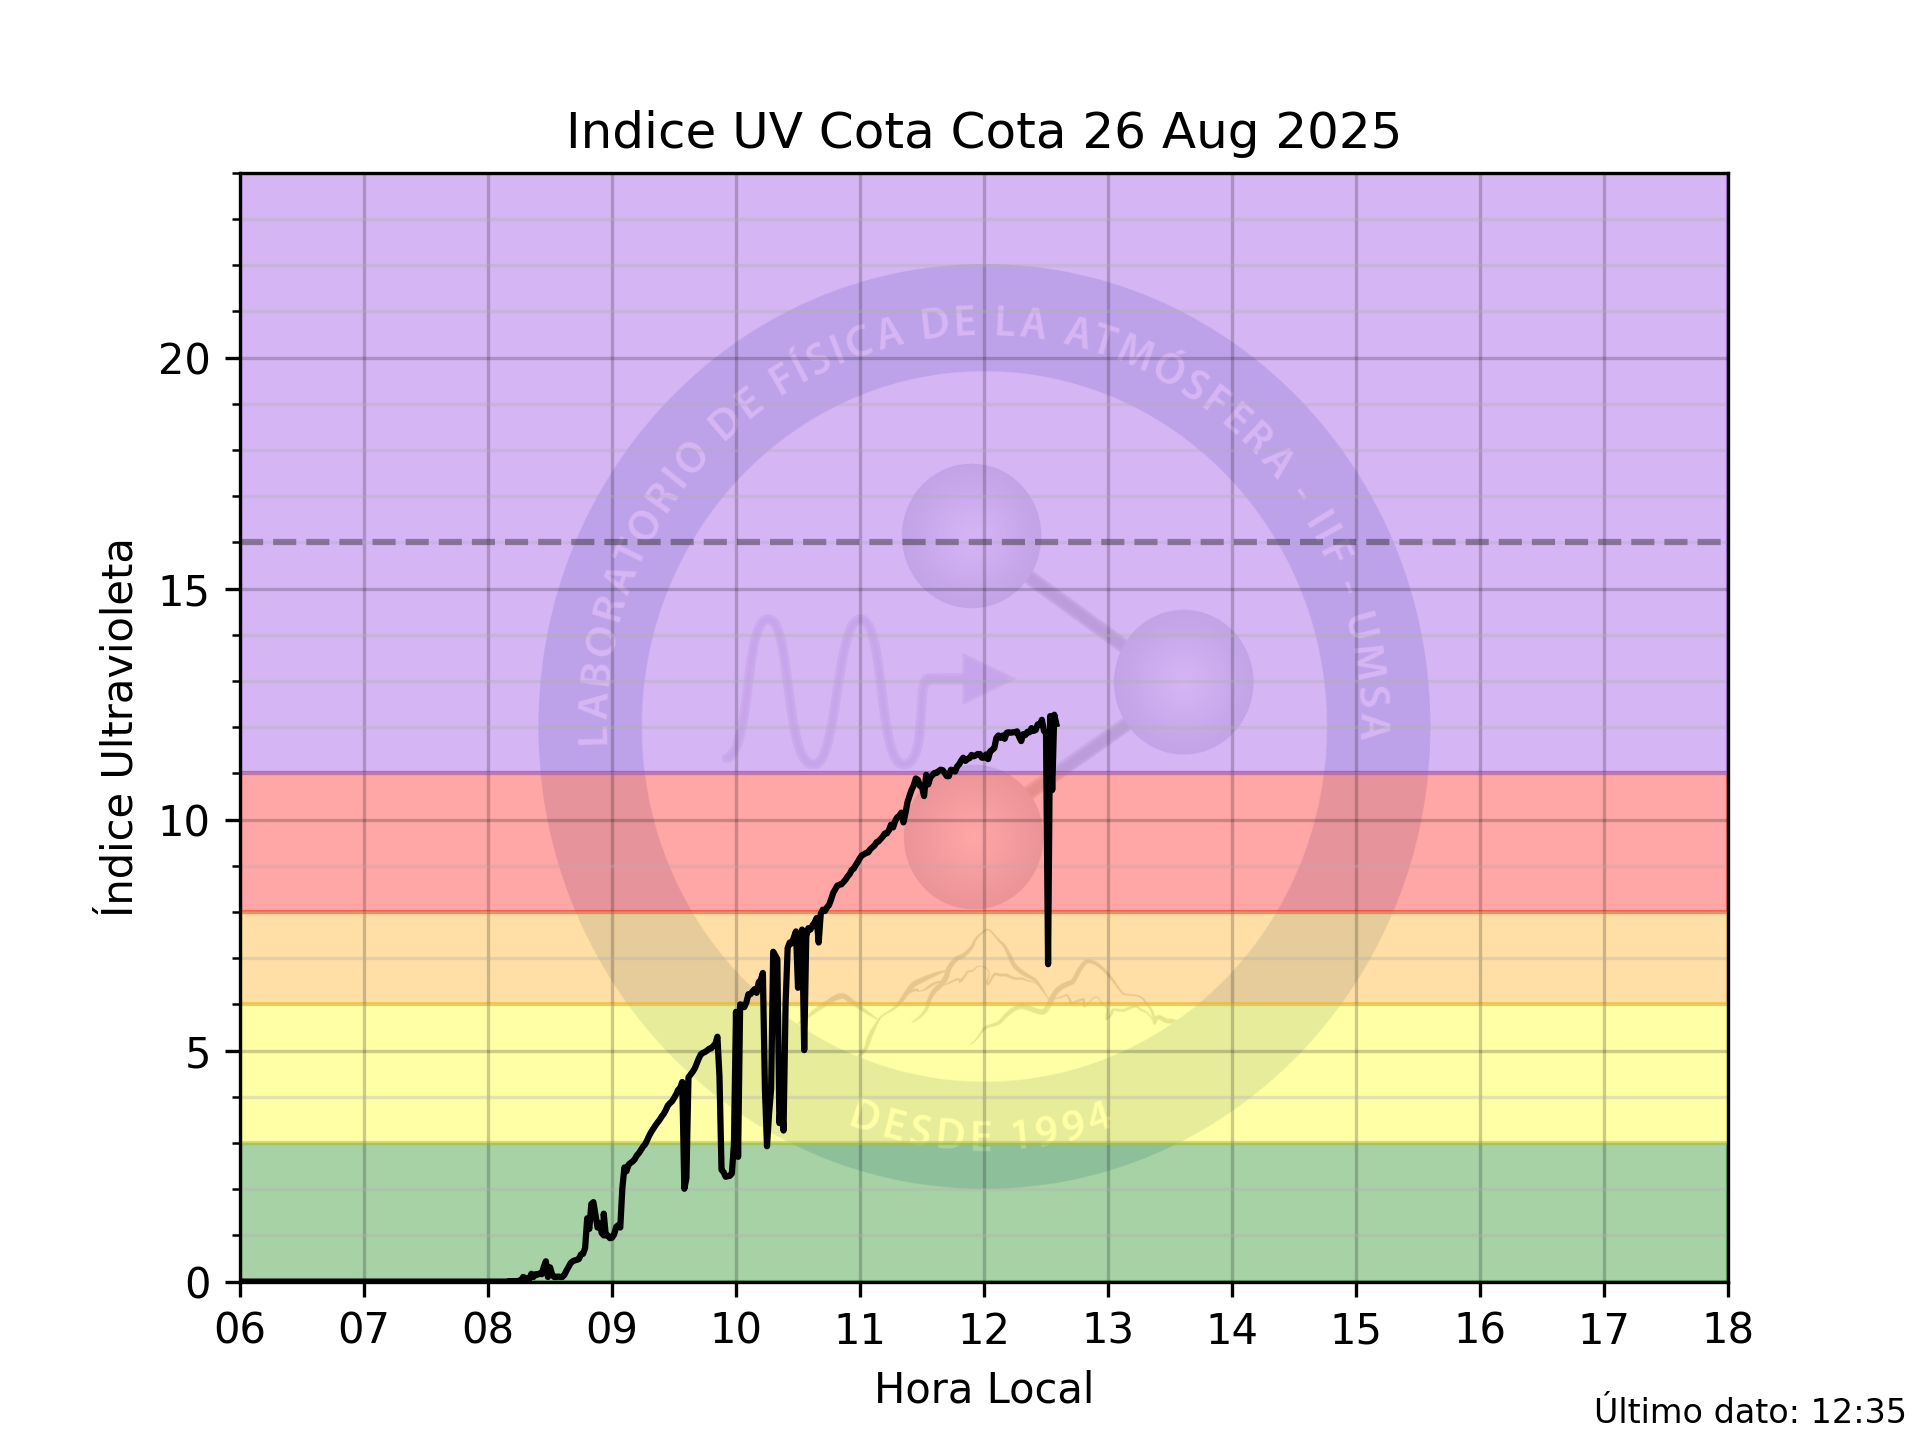 Indice UV Cota Cota 26 Aug 2025
Índice Ultravioleta
20
15
10
5
0
LABORATORIO DE FÍSICA DE LA ATMÓSFERA - IIF - UMSA
DESDE 1994
06 07 08 09 10 11 12 13 14 15 16 17 18
Hora Local
Último dato: 12:35